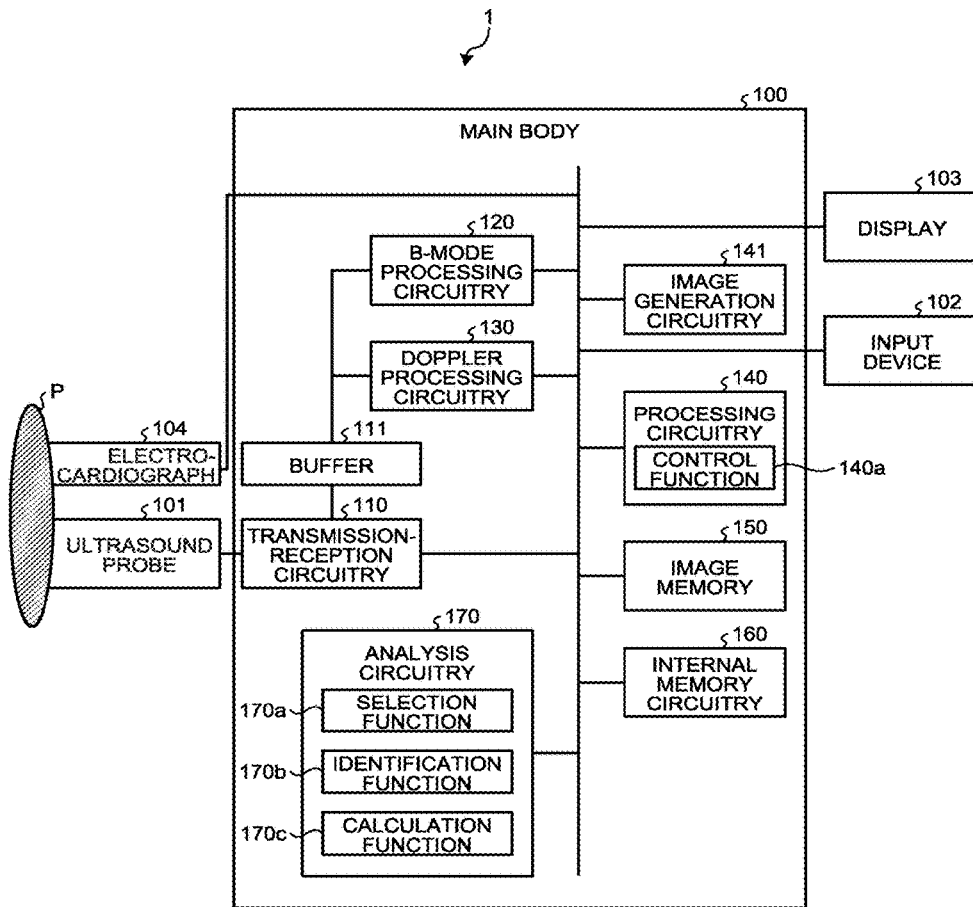 1
100
MAIN BODY
103
DISPLAY
120
B-MODE
PROCESSING
CIRCUITRY
141
IMAGE
GENERATION
CIRCUITRY
102
INPUT
DEVICE
130
DOPPLER
PROCESSING
CIRCUITRY
P
104
ELECTRO-
CARDIOGRAPH
111
BUFFER
140
PROCESSING
CIRCUITRY
CONTROL
FUNCTION
140a
101
ULTRASOUND
PROBE
110
TRANSMISSION-
RECEPTION
CIRCUITRY
150
IMAGE
MEMORY
170
ANALYSIS
CIRCUITRY
170a
SELECTION
FUNCTION
170b
IDENTIFICATION
FUNCTION
170c
CALCULATION
FUNCTION
160
INTERNAL
MEMORY
CIRCUITRY